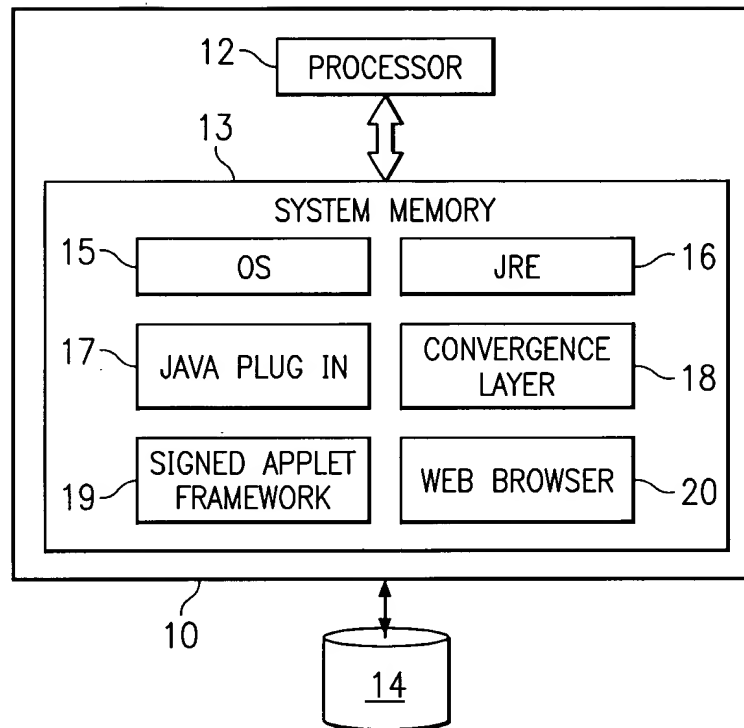 12
PROCESSOR
13
SYSTEM MEMORY
15
OS
JRE
16
17
JAVA PLUG IN
CONVERGENCE
LAYER
18
19
SIGNED APPLET
FRAMEWORK
WEB BROWSER
20
10
14